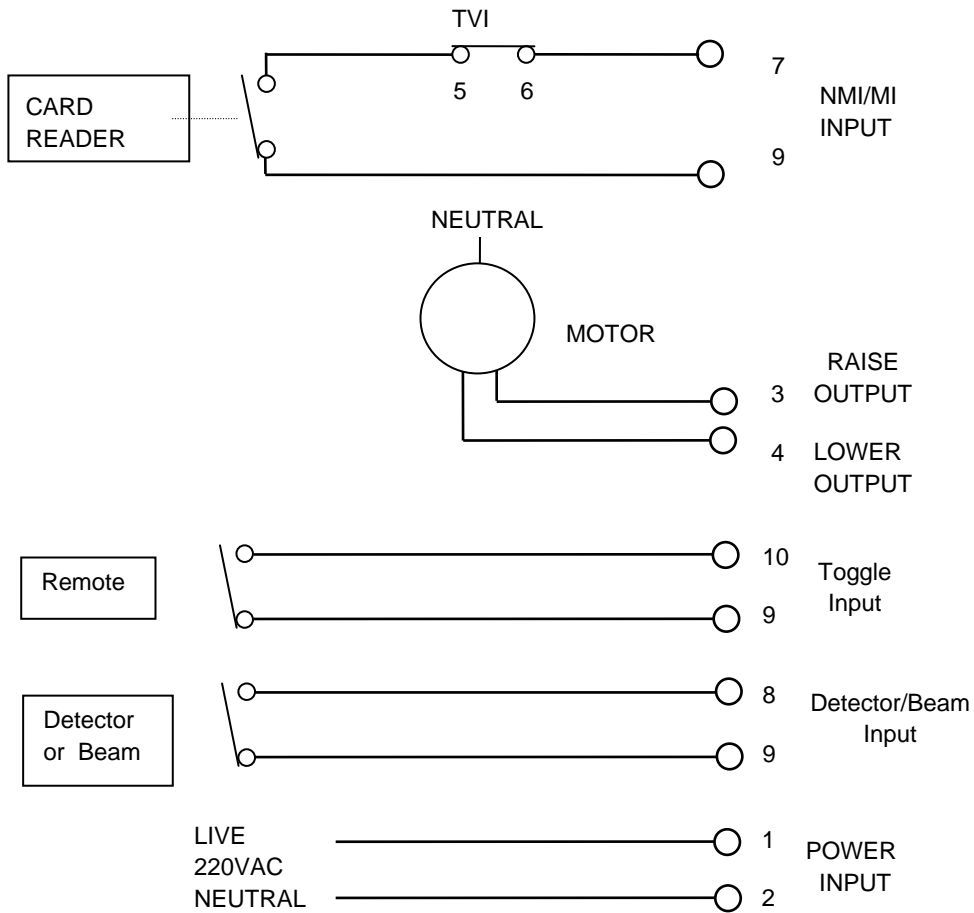 TVI
5 6
7
NMI/MI
INPUT
CARD
READER
9
NEUTRAL
MOTOR
RAISE
3 OUTPUT
4 LOWER
OUTPUT
Remote
10 Toggle
Input
9
Detector
or Beam
8 Detector/Beam
Input
9
LIVE
220VAC
NEUTRAL
1
POWER
INPUT
2